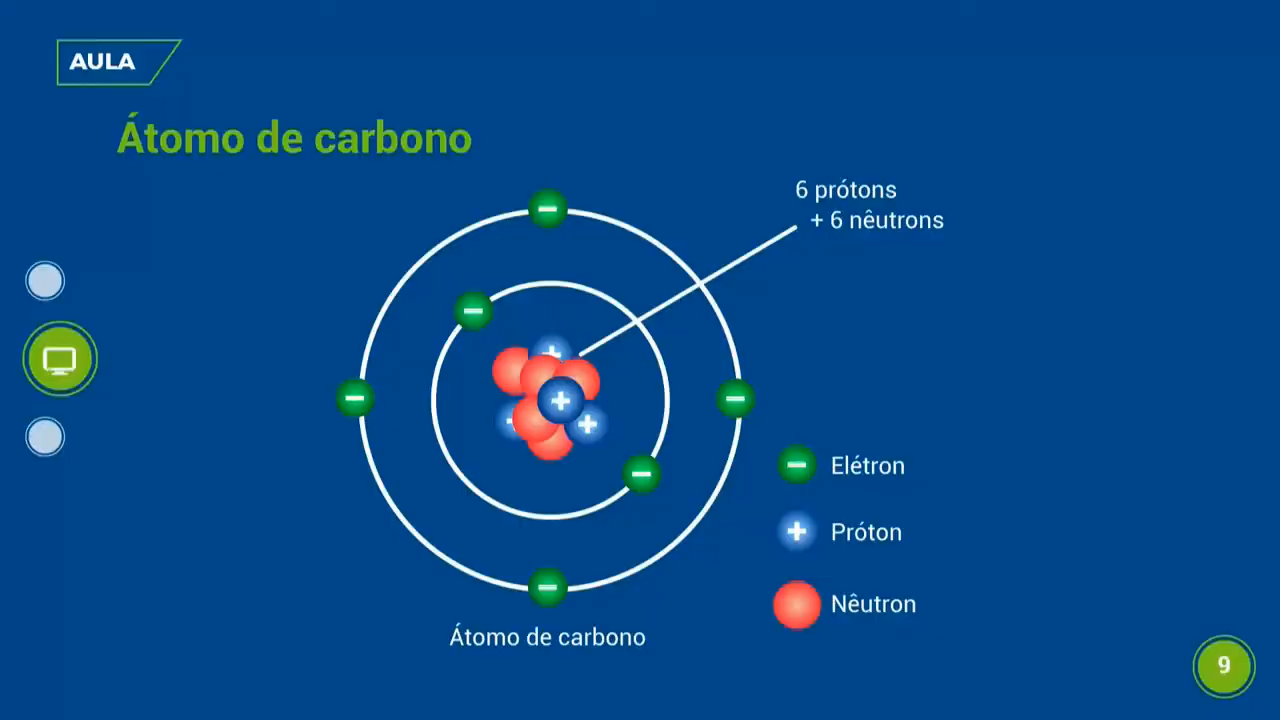 AULA
Átomo de carbono
6 prótons
+ 6 nêutrons
Elétron
Próton
Nêutron
Átomo de carbono
9